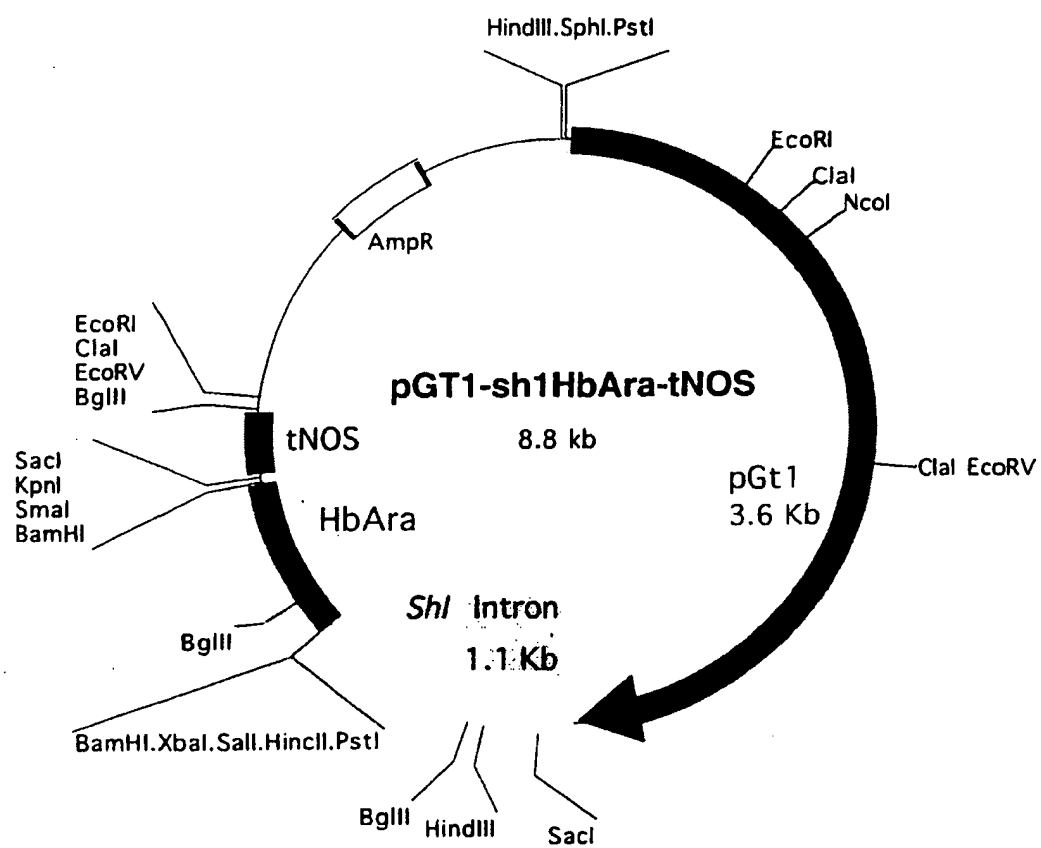 HindIII.SphI.PstI
EcoRI
ClaI
NcoI
AmpR
EcoRI
ClaI
EcoRV
BglII
pGT1-sh1HbAra-tNOS
8.8 kb
tNOS
SacI
KpnI
SmaI
BamHI
ClaI EcoRV
pGt1
3.6 Kb
HbAra
ShI Intron
1.1 Kb
BglII
BamHI.XbaI.SalI.HincII.PstI
BglII
HindIII
SacI